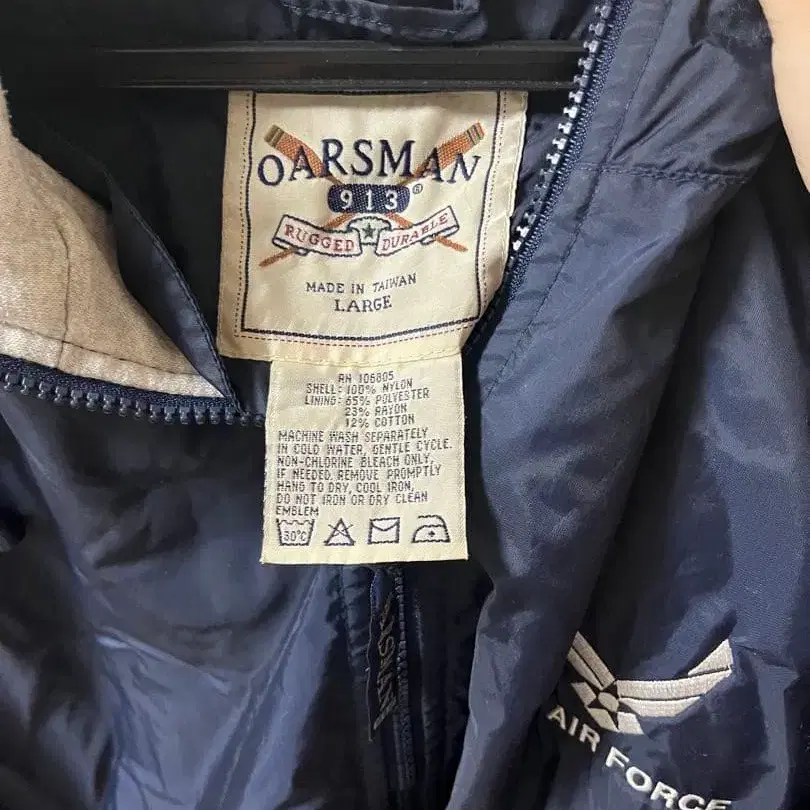 OARSMAN
913®
RUGGED DURABLE
MADE IN TAIWAN
LARGE
RN 106805
SHELL: 100% NYLON
LINING: 65% POLYESTER
23% RAYON
12% COTTON
MACHINE WASH SEPARATELY
IN COLD WATER, GENTLE CYCLE.
NON-CHLORINE BLEACH ONLY,
IF NEEDED. REMOVE PROMPTLY
HANG TO DRY, COOL IRON,
DO NOT IRON OR DRY CLEAN
EMBLEM
30°C
AIR FORCE